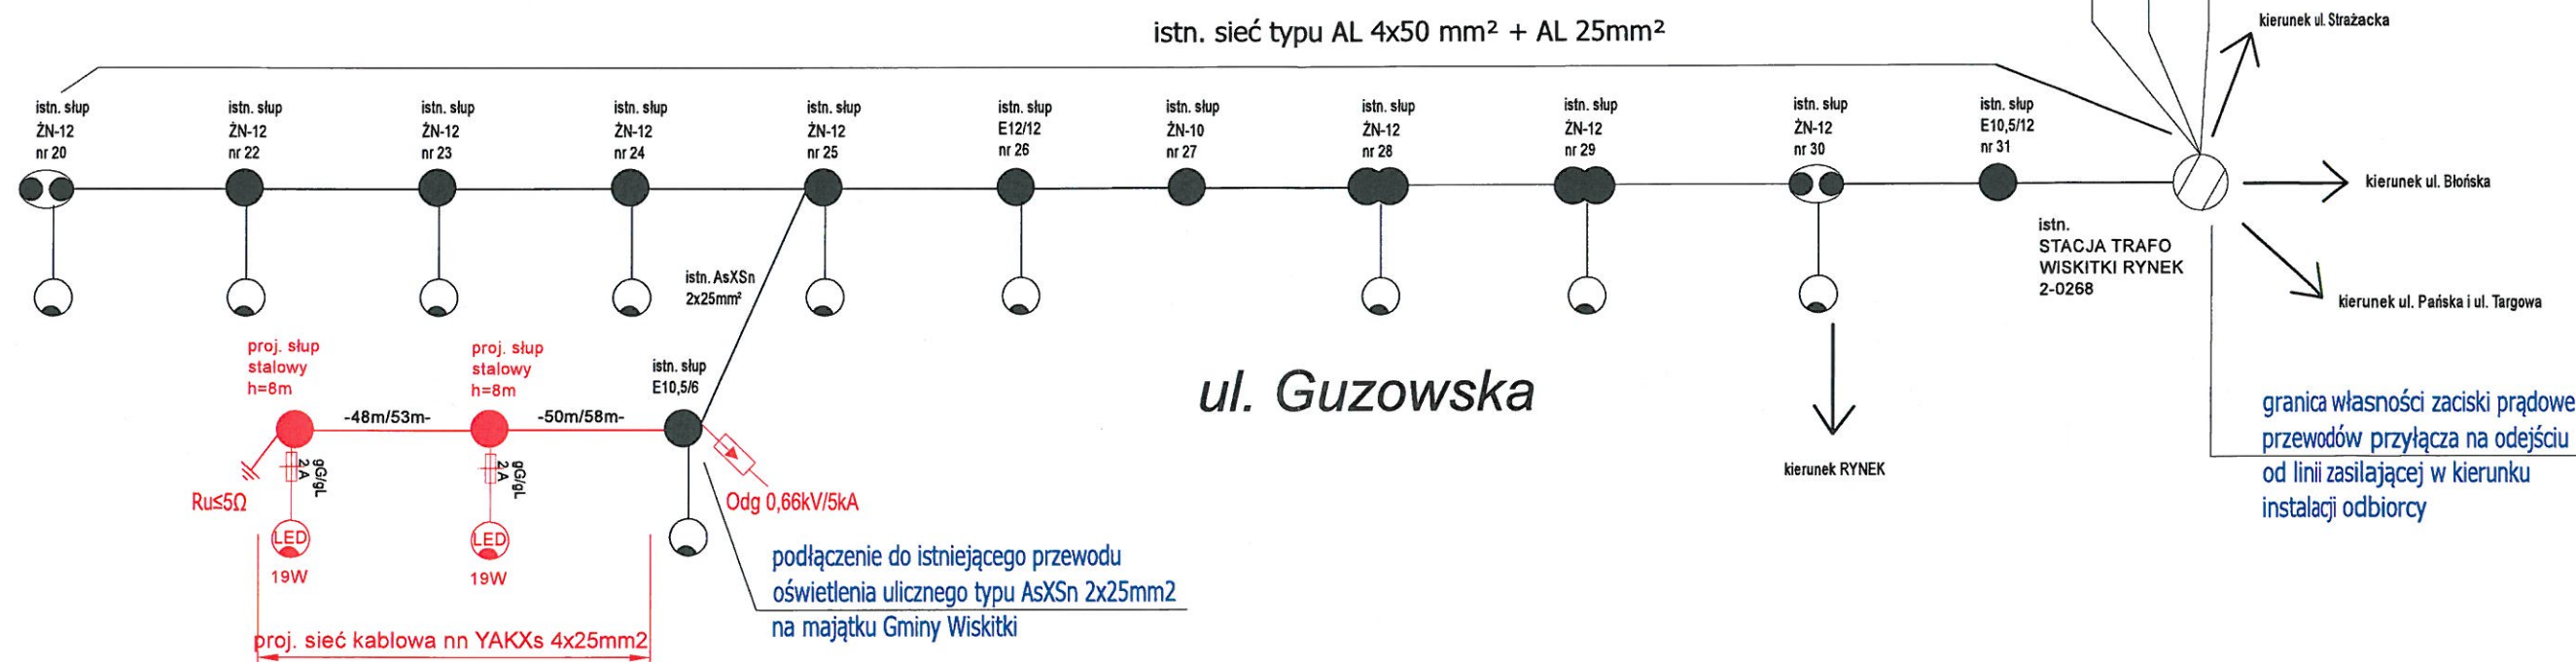 istn. sieć typu AL 4x50 mm² + AL 25mm²
kierunek ul. Strażacka
istn. słup
ŻN-12
nr 20
istn. słup
ŻN-12
nr 22
istn. słup
ŻN-12
nr 23
istn. słup
ŻN-12
nr 24
istn. słup
ŻN-12
nr 25
istn. słup
E12/12
nr 26
istn. słup
ŻN-10
nr 27
istn. słup
ŻN-12
nr 28
istn. słup
ŻN-12
nr 29
istn. słup
ŻN-12
nr 30
istn. słup
E10,5/12
nr 31
kierunek ul. Błońska
istn.
STACJA TRAFO
WISKITKI RYNEK
2-0268
kierunek ul. Pańska i ul. Targowa
istn. AsXSn
2x25mm²
proj. słup
stalowy
h=8m
proj. słup
stalowy
h=8m
istn. słup
E10,5/6
-48m/53m-
-50m/58m-
ul. Guzowska
granica własności zaciski prądowe
przewodów przyłącza na odejściu
od linii zasilającej w kierunku
instalacji odbiorcy
kierunek RYNEK
gG/gL
2 A
gG/gL
2 A
Ru≤5Ω
Odg 0,66kV/5kA
LED
19W
LED
19W
podłączenie do istniejącego przewodu
oświetlenia ulicznego typu AsXSn 2x25mm2
na majątku Gminy Wiskitki
proj. sieć kablowa nn YAKXs 4x25mm2